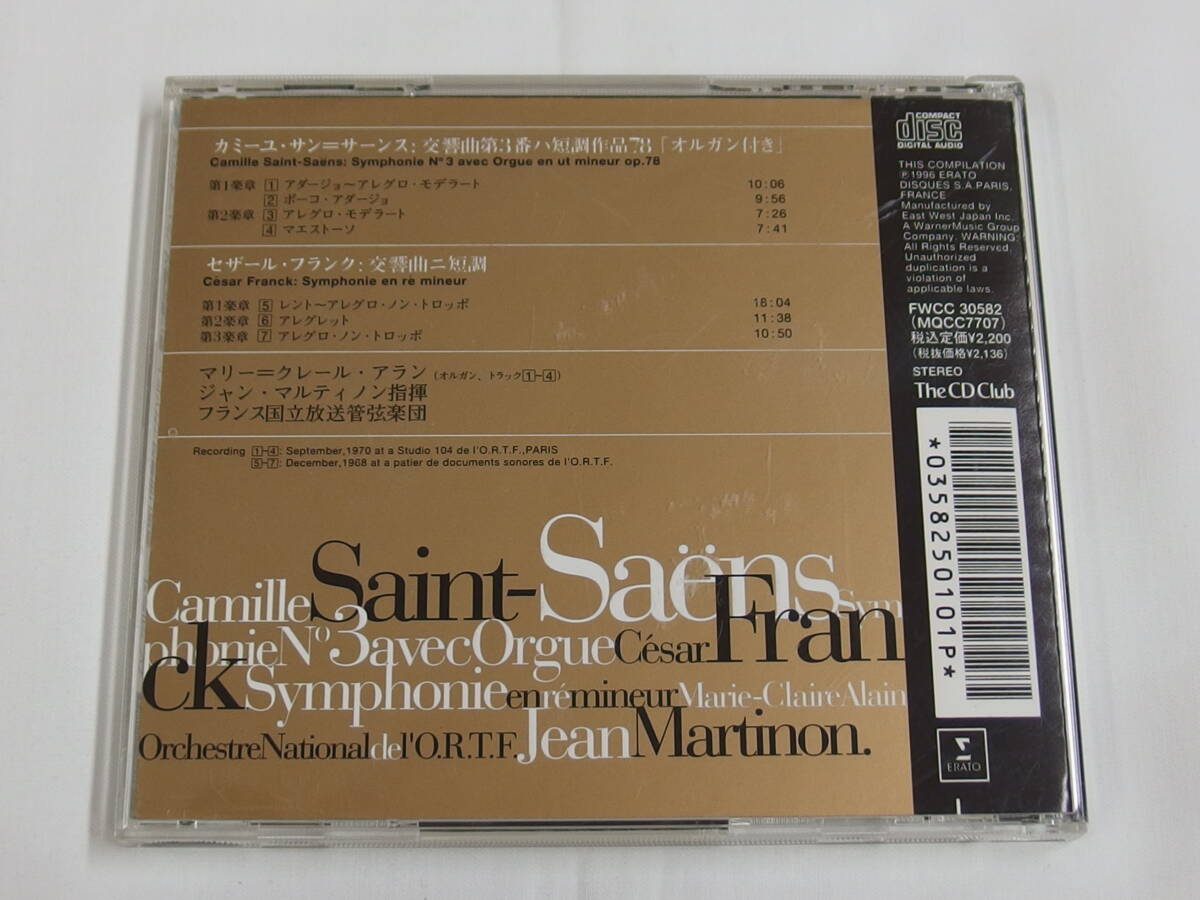 カミーユ・サン＝サーンス：交響曲第3番ハ短調作品78「オルガン付き」
Camille Saint-Saëns: Symphonie N°3 avec Orgue en ut mineur op.78
第1楽章 1 アダージョ〜アレグロ・モデラート 10:06
2 ポーコ・アダージョ 9:56
第2楽章 3 アレグロ・モデラート 7:26
4 マエストーソ 7:41
セザール・フランク：交響曲ニ短調
Cèsar Franck: Symphonie en re mineur
第1楽章 5 レント〜アレグロ・ノン・トロッポ 18:04
第2楽章 6 アレグレット 11:38
第3楽章 7 アレグロ・ノン・トロッポ 10:50
マリー＝クレール・アラン（オルガン、トラック1〜4）
ジャン・マルティノン指揮
フランス国立放送管弦楽団
Recording 1-4: September,1970 at a Studio 104 de l'O.R.T.F.,PARIS
5-7: December,1968 at a patier de documents sonores de l'O.R.T.F.
Camille Saint-Saëns Sym
phonie N°3 avec Orgue César Fran
ck Symphonie en ré mineur Marie-Claire Alain
Orchestre National de l'O.R.T.F. Jean Martinon.
COMPACT
disc
DIGITAL AUDIO
THIS COMPILATION
℗1996 ERATO
DISQUES S.A.PARIS,
FRANCE
Manufactured by
East West Japan Inc.
A WarnerMusic Group
Company. WARNING:
All Rights Reserved.
Unauthorized
duplication is a
violation of
applicable laws.
FWCC 30582
(MQCC7707)
税込定価¥2,200
(税抜価格¥2,136)
STEREO
The CD Club
*0358250101P*
ERATO